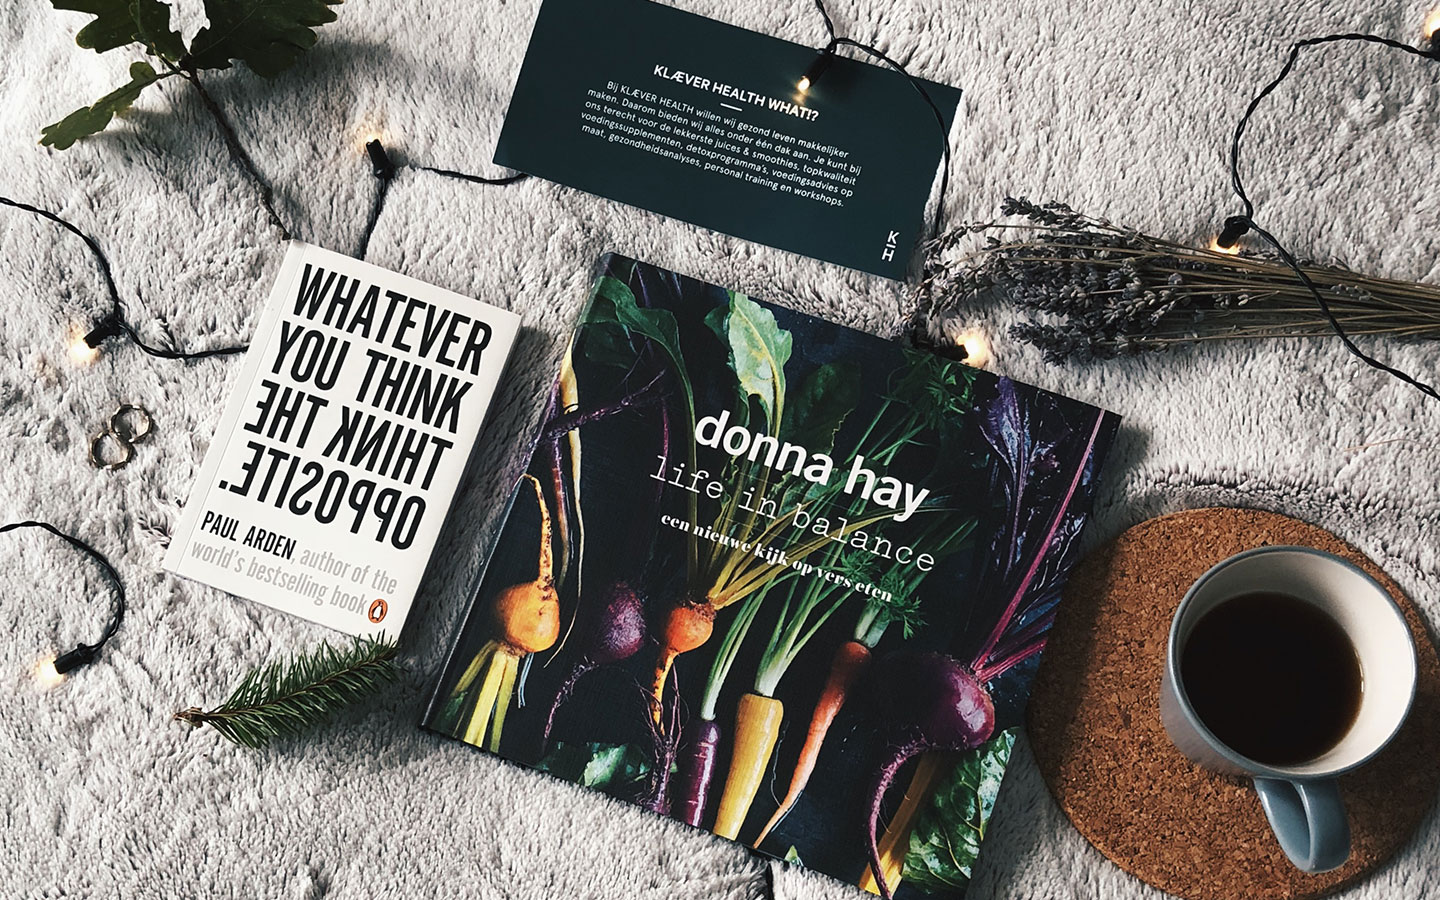 KLÆVER HEALTH WHAT!?
Bij KLÆVER HEALTH willen wij gezond leven makkelijker
maken. Daarom bieden wij alles onder één dak aan. Je kunt bij
ons terecht voor de lekkerste juices & smoothies, topkwaliteit
voedingssupplementen, detoxprogramma's, voedingsadvies op
maat, gezondheidsanalyses, personal training en workshops.
K
H
WHATEVER
YOU THINK
THINK THE
OPPOSITE.
PAUL ARDEN, author of the
world's bestselling book
donna hay
life in balance
een nieuwe kijk op vers eten